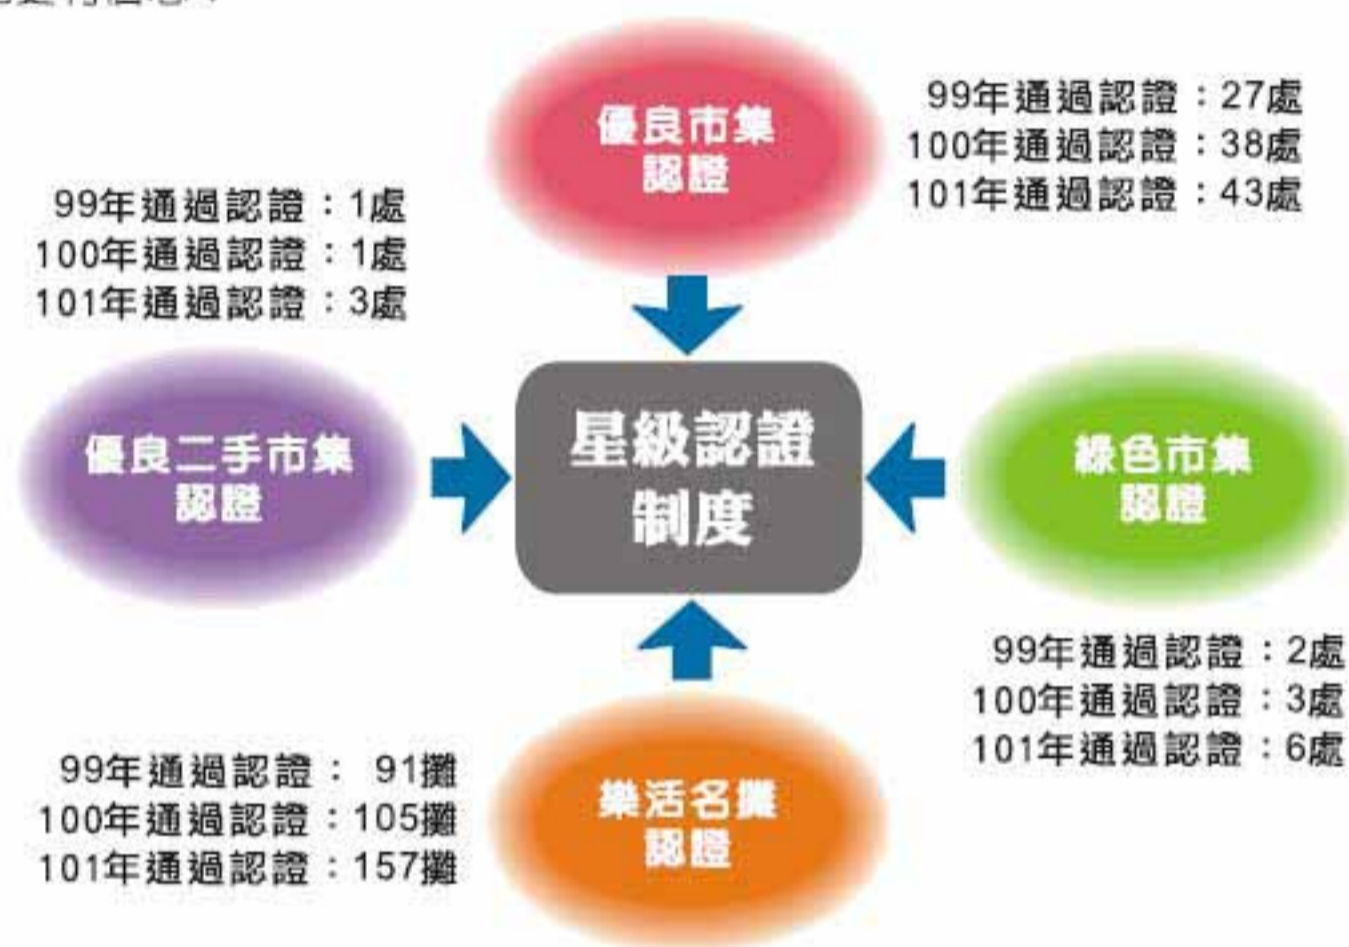 優良市集
認證
99年通過認證：27處
100年通過認證：38處
101年通過認證：43處
99年通過認證：1處
100年通過認證：1處
101年通過認證：3處
優良二手市集
認證
星級認證
制度
綠色市集
認證
99年通過認證：2處
100年通過認證：3處
101年通過認證：6處
99年通過認證： 91攤
100年通過認證：105攤
101年通過認證：157攤
樂活名攤
認證